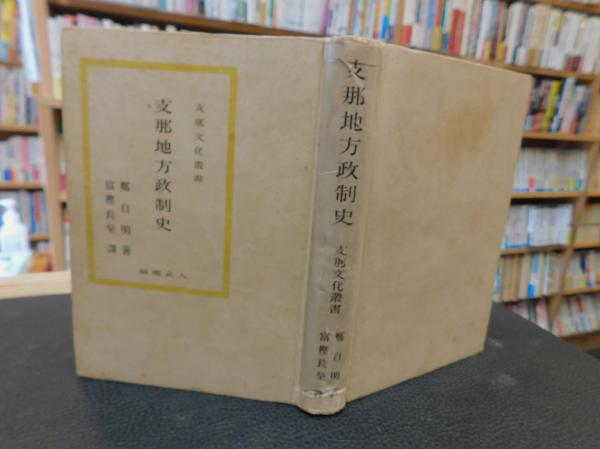 支那文化叢書
支那地方政制史
鄭自明著
富樫長榮譯
人文閣版
支那地方政制史
支那文化叢書
鄭自明
富樫長榮